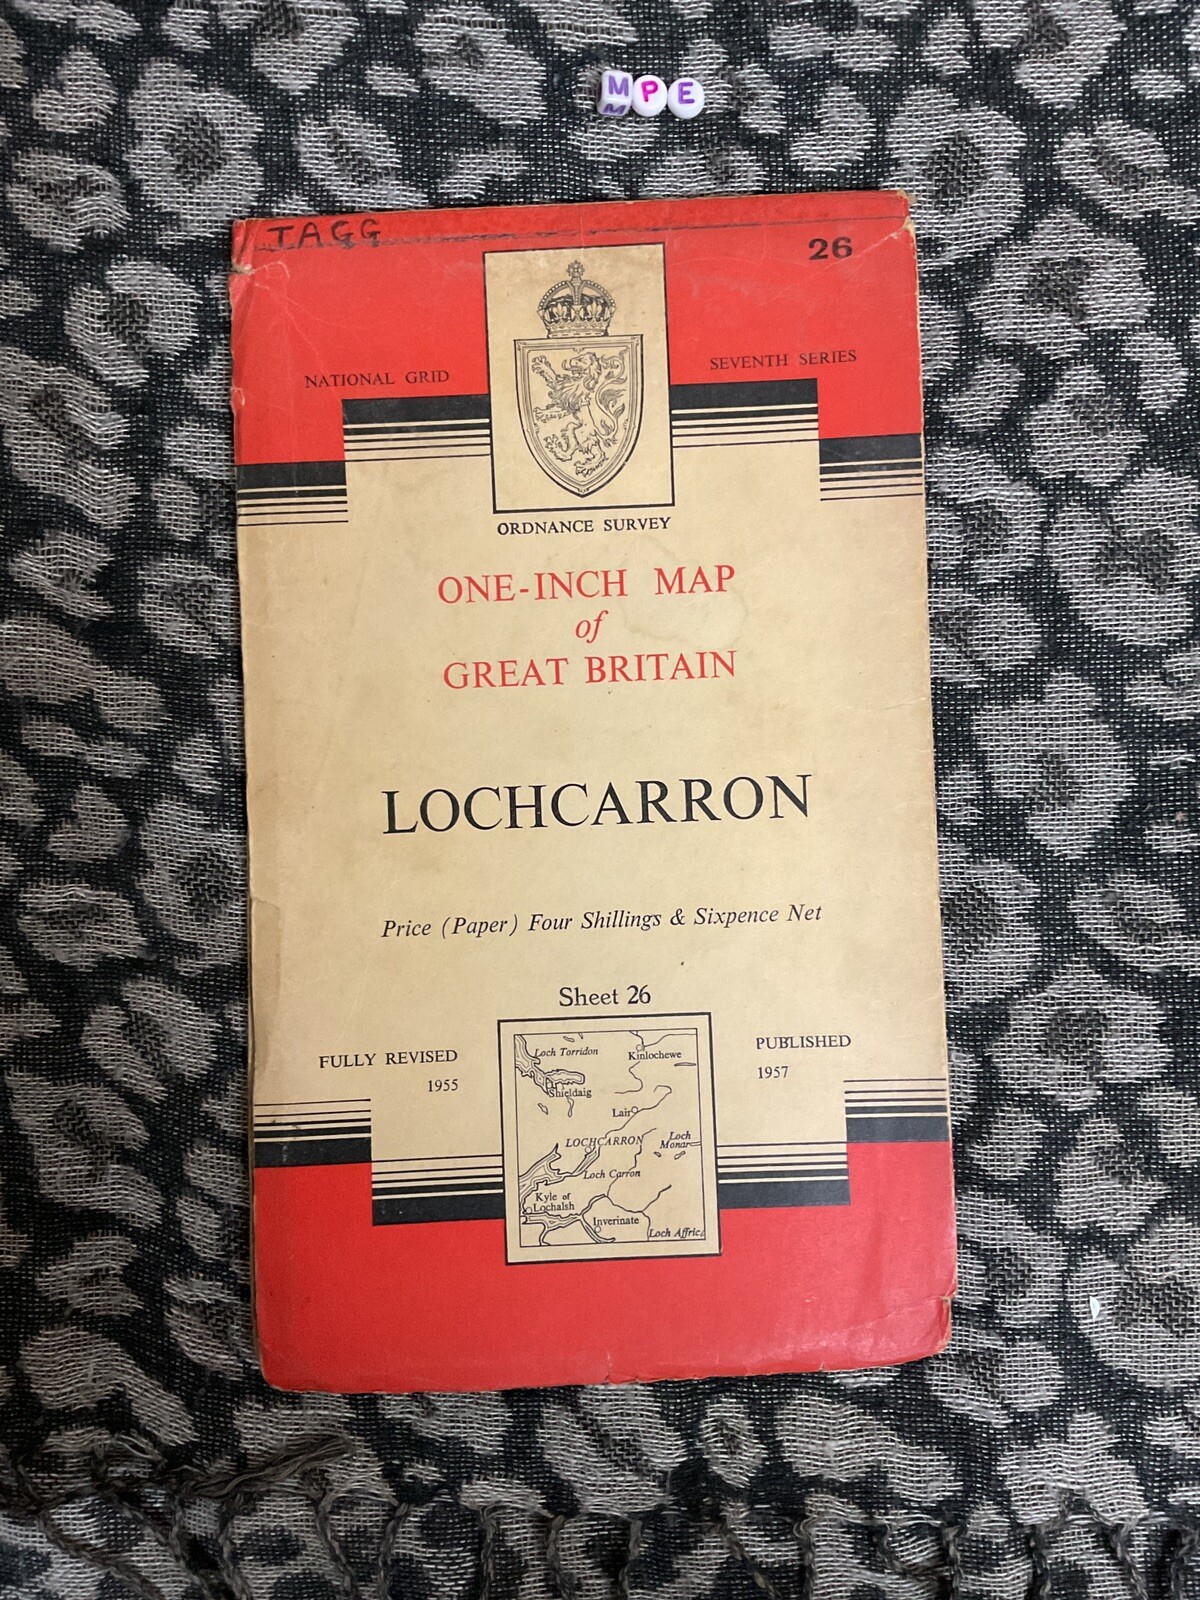 MPE
TAGG
26
NATIONAL GRID
SEVENTH SERIES
ORDNANCE SURVEY
ONE-INCH MAP
of
GREAT BRITAIN
LOCHCARRON
Price (Paper) Four Shillings & Sixpence Net
Sheet 26
FULLY REVISED
1955
PUBLISHED
1957
Loch Torridon
Kinlochewe
Shieldaig
Lair
LOCHCARRON
Loch
Monar
Loch Carron
Kyle of
Lochalsh
Inverinate
Loch Affric